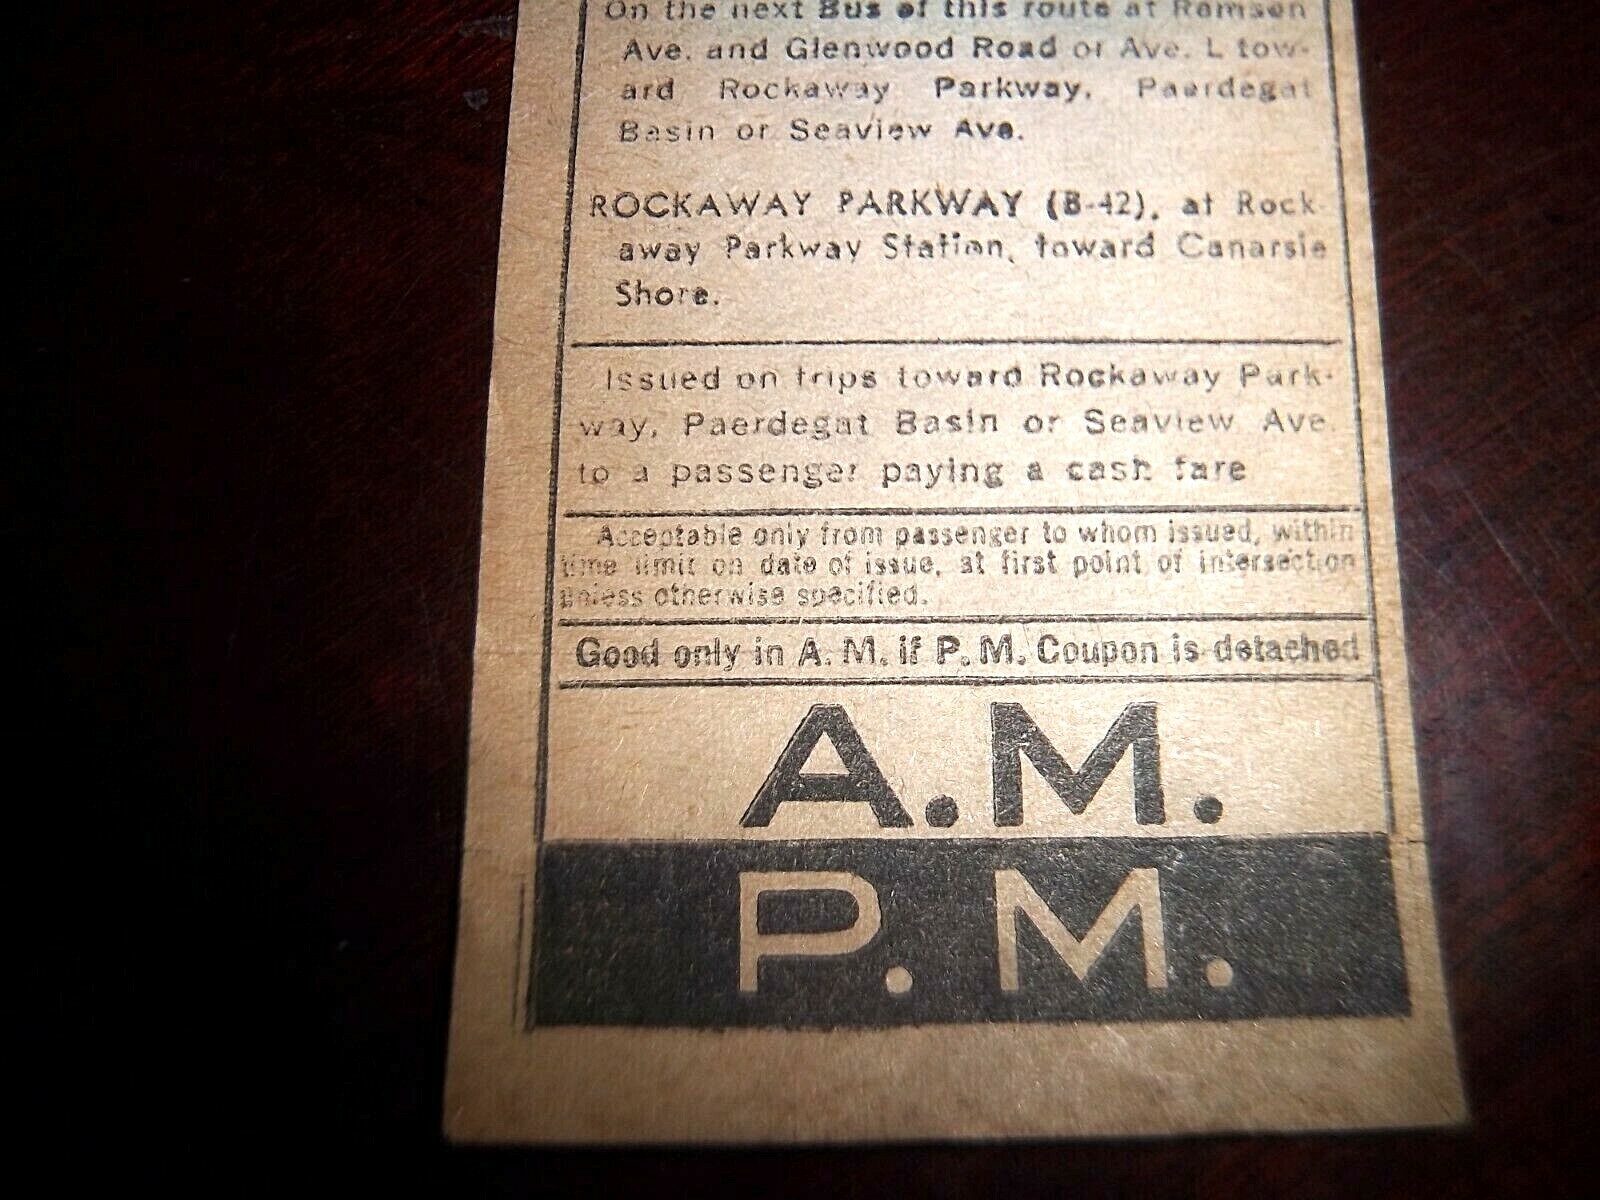 On the next Bus of this route at Remsen
Ave. and Glenwood Road or Ave. L tow-
ard Rockaway Parkway, Paerdegat
Basin or Seaview Ave.
ROCKAWAY PARKWAY (B-42), at Rock-
away Parkway Station, toward Canarsie
Shore.
Issued on trips toward Rockaway Park-
way, Paerdegat Basin or Seaview Ave.
to a passenger paying a cash fare
Acceptable only from passenger to whom issued, within
time limit on date of issue, at first point of intersection
unless otherwise specified.
Good only in A. M. if P. M. Coupon is detached
A.M.
P.M.